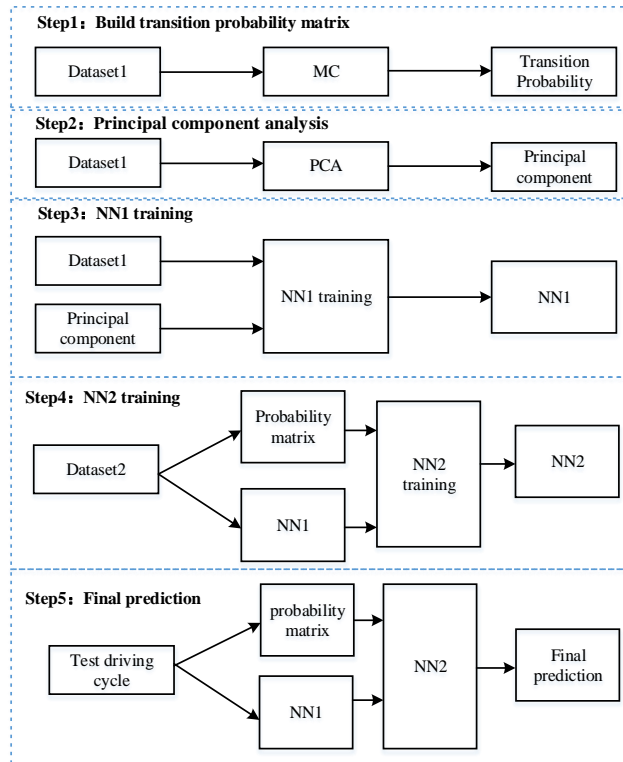 Step1：Build transition probability matrix
Dataset1
MC
Transition
Probability
Step2：Principal component analysis
Dataset1
PCA
Principal
component
Step3：NN1 training
Dataset1
Principal
component
NN1 training
NN1
Step4：NN2 training
Dataset2
Probability
matrix
NN1
NN2
training
NN2
Step5：Final prediction
Test driving
cycle
probability
matrix
NN1
NN2
Final
prediction